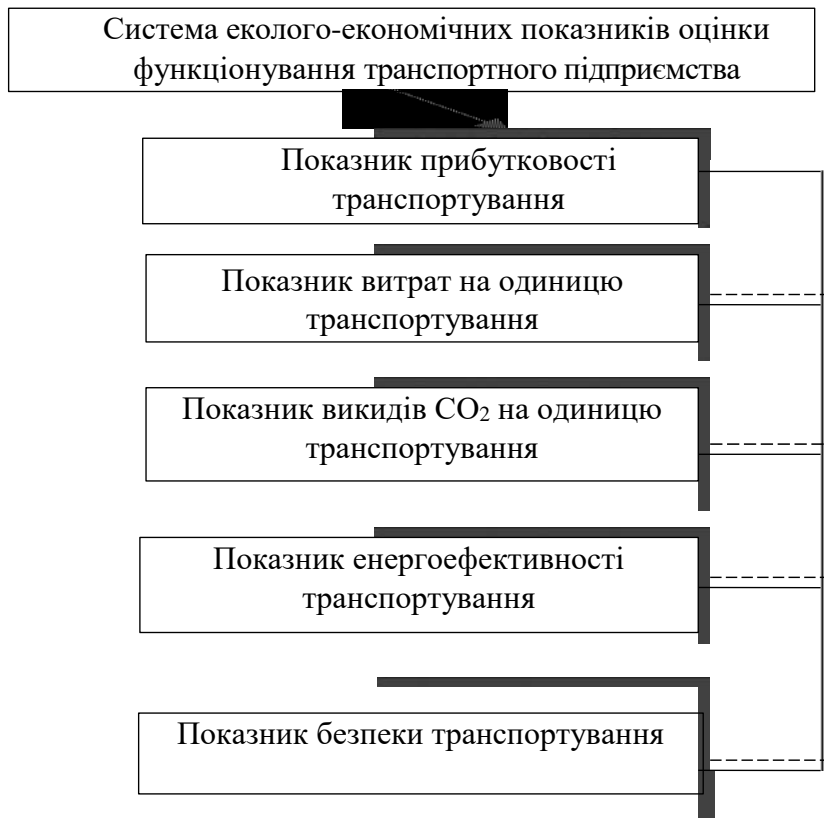 Система еколого-економічних показників оцінки
функціонування транспортного підприємства
Показник прибутковості
транспортування
Показник витрат на одиницю
транспортування
Показник викидів СО₂ на одиницю
транспортування
Показник енергоефективності
транспортування
Показник безпеки транспортування